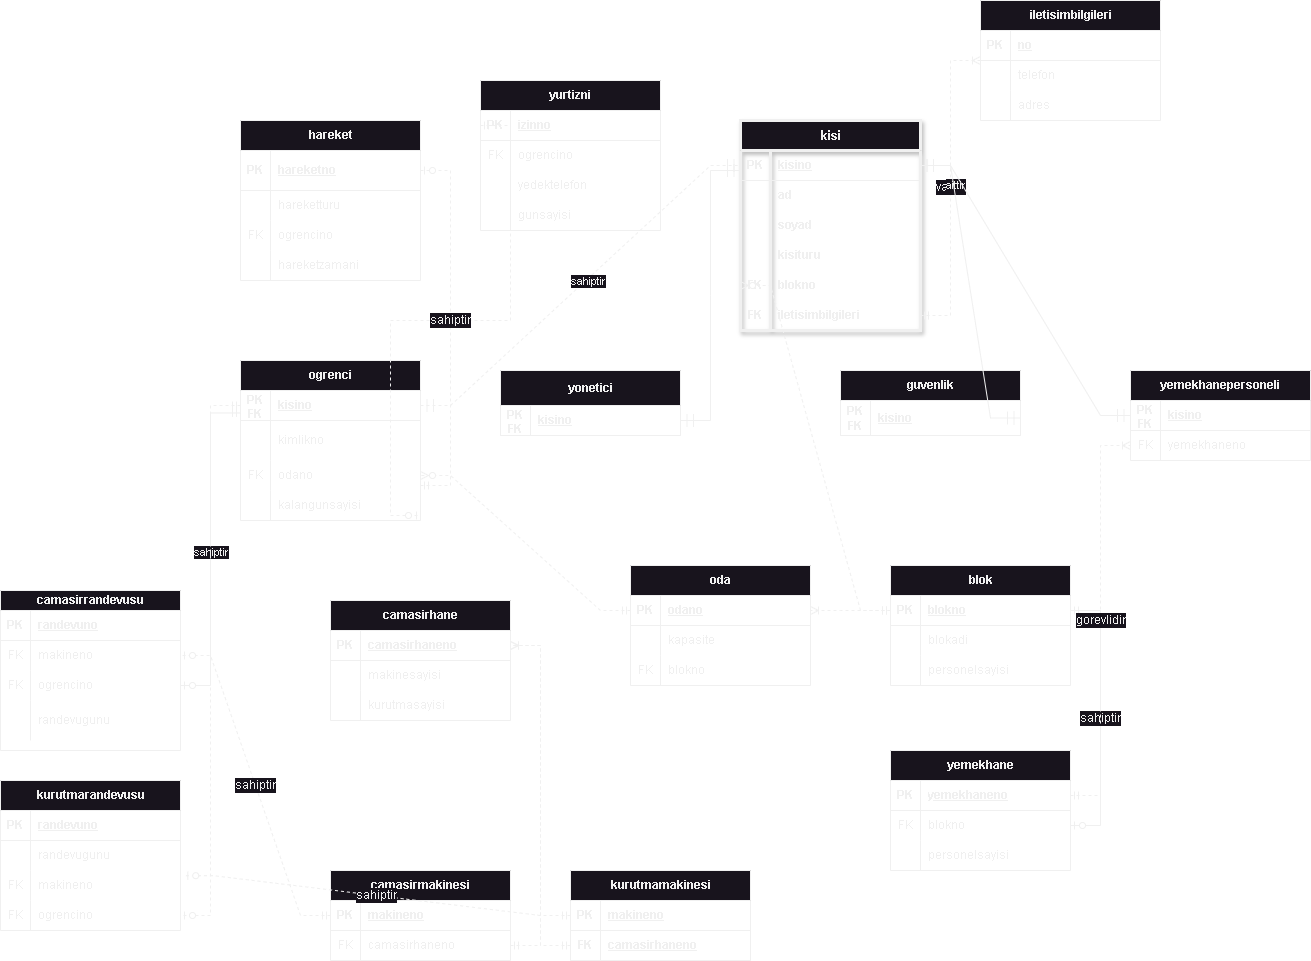 iletisimbilgileri
PK no
telefon
adres
yurtizni
PK izinno
FK ogrencino
yedektelefon
gunsayisi
hareket
PK hareketno
hareketturu
FK ogrencino
hareketzamani
kisi
PK kisino
ad
soyad
kisituru
blokno
FK iletisimbilgileri
aittir
sahiptir
sahiptir
ogrenci
PK FK kisino
kimlikno
FK odano
kalangunsayisi
yonetici
PK FK kisino
guvenlik
PK FK kisino
yemekhanepersoneli
PK FK kisino
FK yemekhaneno
sahiptir
camasirrandevusu
PK randevuno
FK makineno
FK ogrencino
randevugunu
camasirhane
PK camasirhaneno
makinesayisi
kurutmasayisi
oda
PK odano
kapasite
FK blokno
blok
PK blokno
blokadi
personelsayisi
gorevlidir
sahiptir
yemekhane
PK yemekhaneno
FK blokno
personelsayisi
sahiptir
kurutmarandevusu
PK randevuno
randevugunu
FK makineno
FK ogrencino
camasirmakinesi
sahiptir
PK makineno
FK camasirhaneno
kurutmamakinesi
PK makineno
FK camasirhaneno